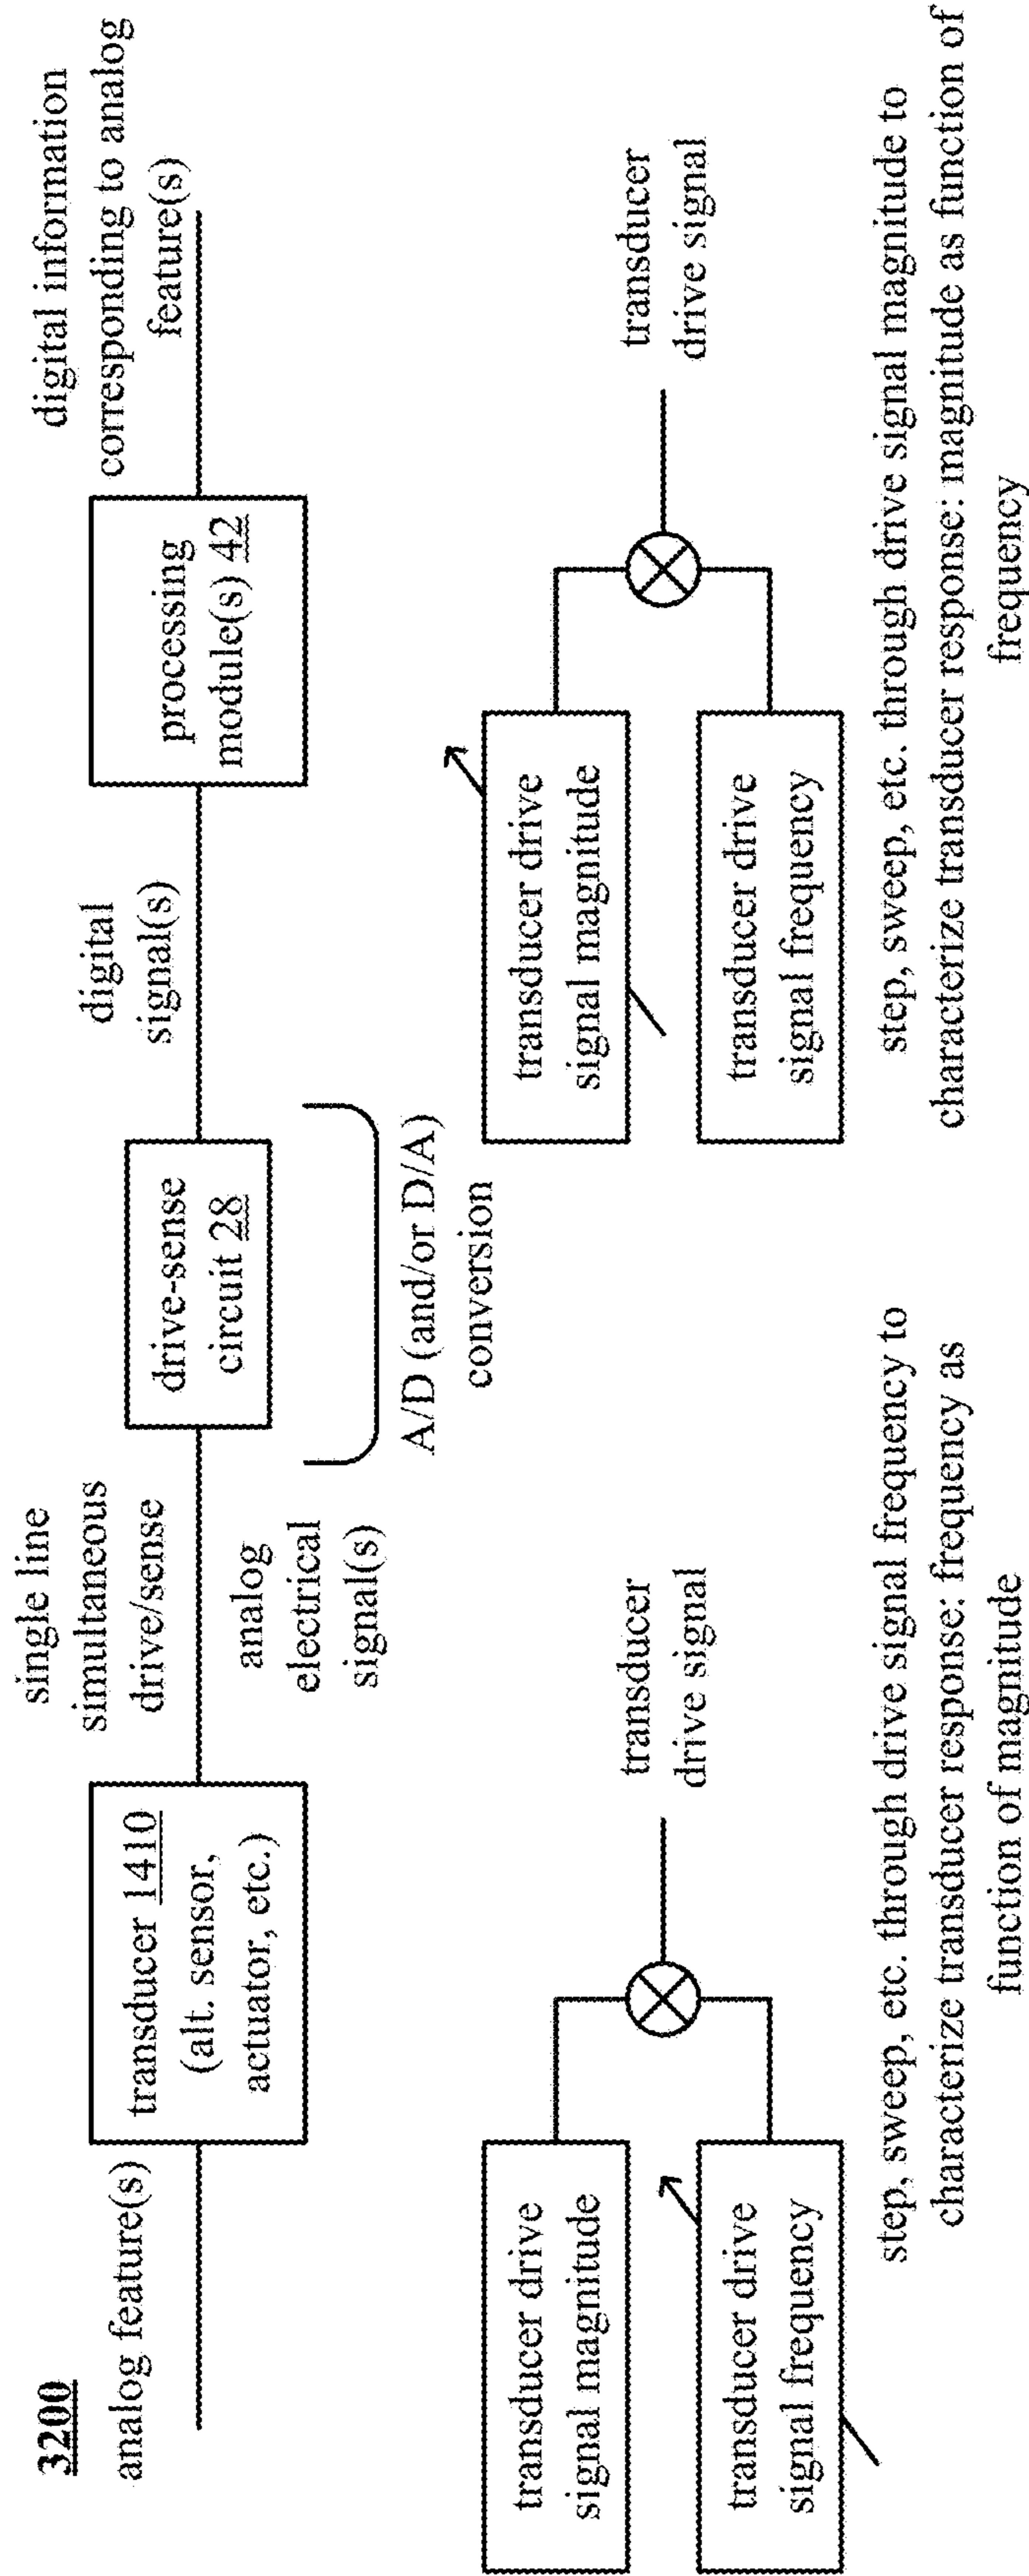 3200
analog feature(s)
transducer 1410
(alt. sensor,
actuator, etc.)
single line
simultaneous
drive/sense
analog
electrical
signal(s)
drive-sense
circuit 28
A/D (and/or D/A)
conversion
digital
signal(s)
processing
module(s) 42
digital information
corresponding to analog
feature(s)
transducer drive
signal magnitude
transducer drive
signal frequency
transducer
drive signal
step, sweep, etc. through drive signal frequency to
characterize transducer response: frequency as
function of magnitude
transducer drive
signal magnitude
transducer drive
signal frequency
transducer
drive signal
step, sweep, etc. through drive signal magnitude to
characterize transducer response: magnitude as function of
frequency